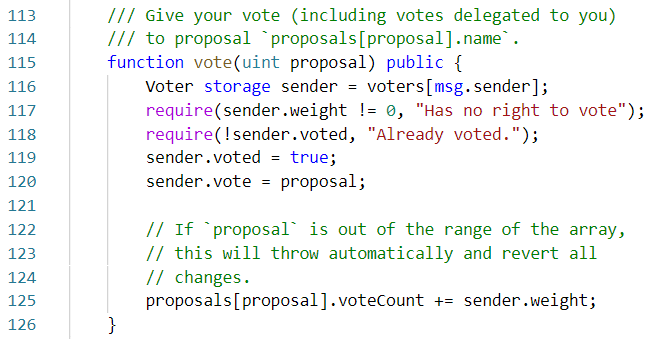 113 /// Give your vote (including votes delegated to you)
114 /// to proposal `proposals[proposal].name`.
115 function vote(uint proposal) public {
116 Voter storage sender = voters[msg.sender];
117 require(sender.weight != 0, "Has no right to vote");
118 require(!sender.voted, "Already voted.");
119 sender.voted = true;
120 sender.vote = proposal;
121
122 // If `proposal` is out of the range of the array,
123 // this will throw automatically and revert all
124 // changes.
125 proposals[proposal].voteCount += sender.weight;
126 }